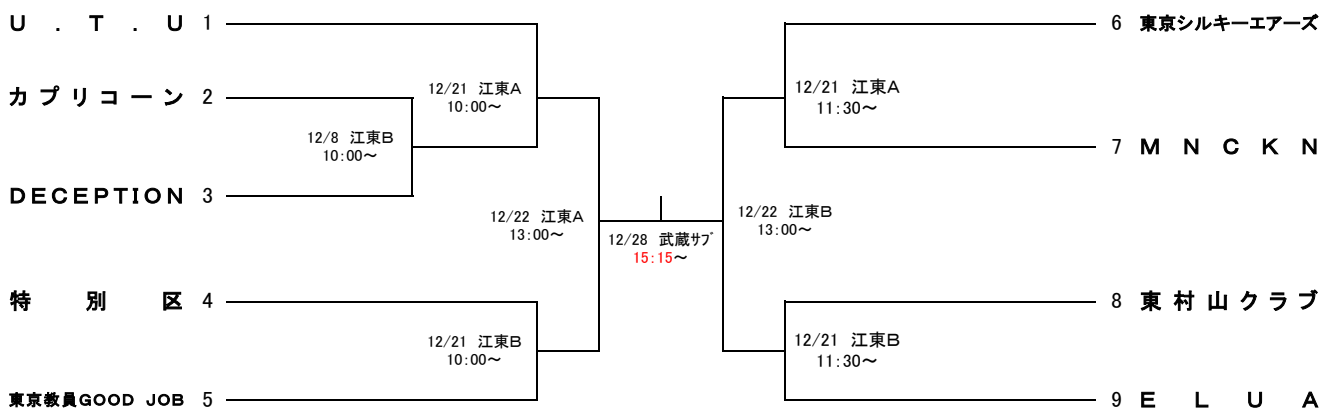 U．T．U 1
6 東京シルキーエアーズ
カプリコーン 2
12/21 江東A
10:00～
12/21 江東A
11:30～
12/8 江東B
10:00～
7 MNCKN
DECEPTION 3
12/22 江東A
13:00～
12/28 武蔵ｻﾌﾞ
15:15～
12/22 江東B
13:00～
特別区 4
8 東村山クラブ
12/21 江東B
10:00～
12/21 江東B
11:30～
東京教員GOOD JOB 5
9 ELUA